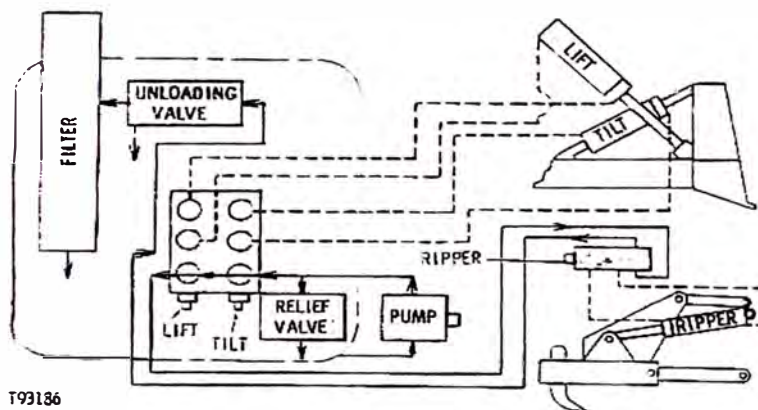 LIFT
UNLOADING
VALVE
FILTER
TILT
RIPPER
RELIEF
VALVE
PUMP
LIFT
TILT
RIPPER
T93186